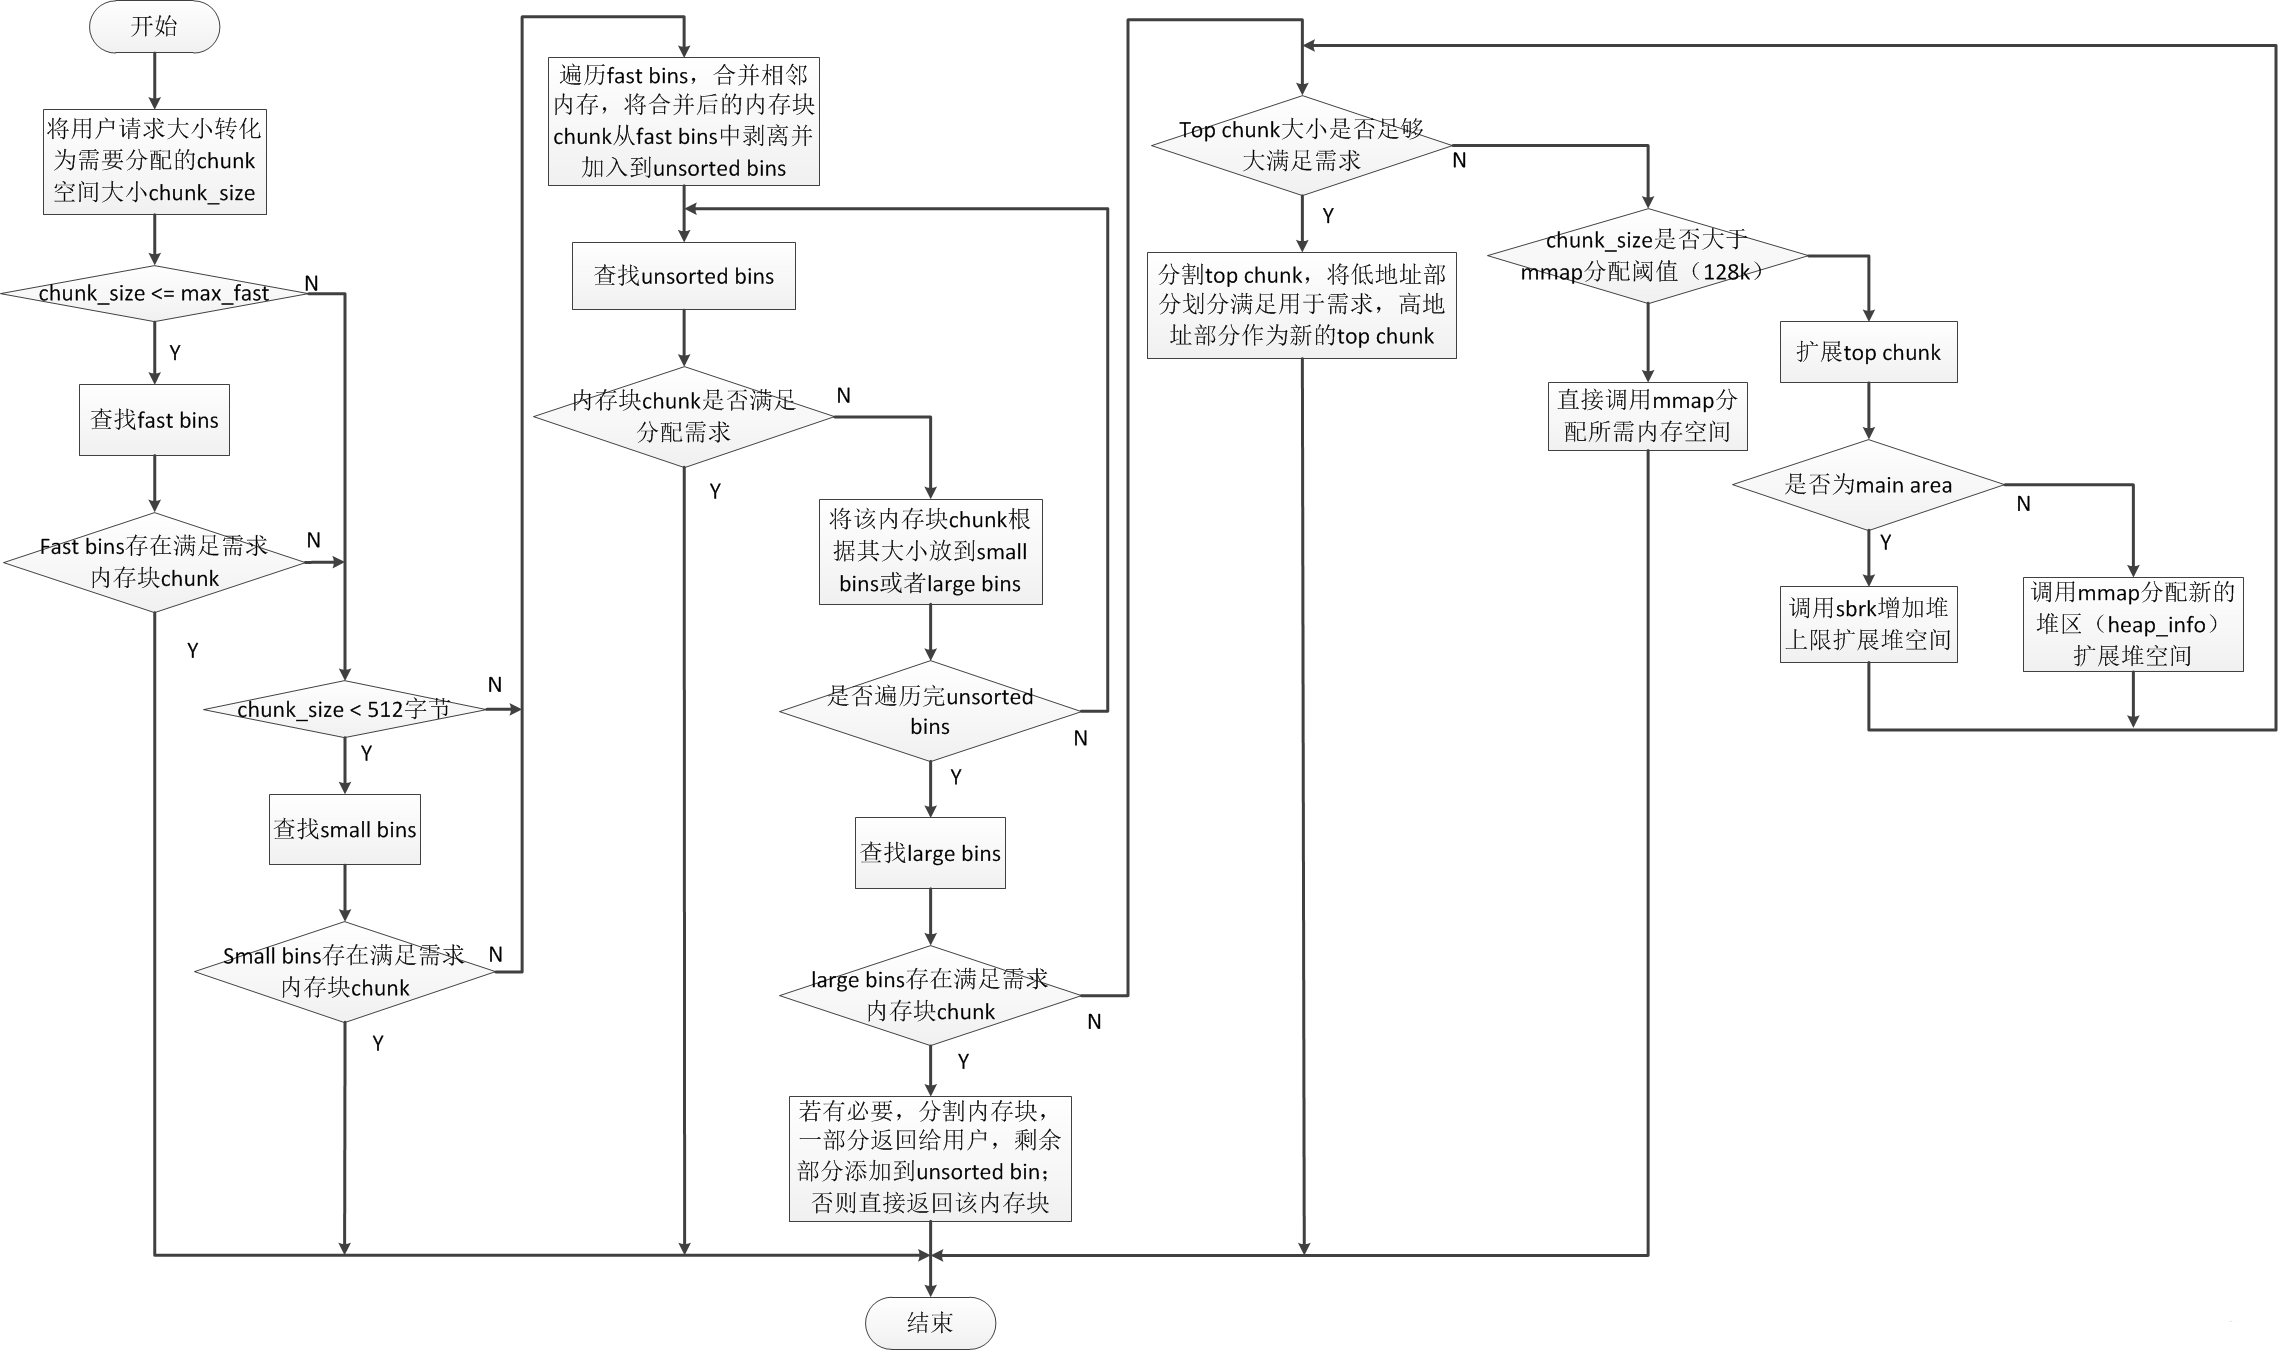 开始
将用户请求大小转化
为需要分配的chunk
空间大小chunk_size
chunk_size <= max_fast
N
Y
查找fast bins
Fast bins存在满足需求
内存块chunk
N
Y
chunk_size < 512字节
N
Y
查找small bins
Small bins存在满足需求
内存块chunk
N
Y
遍历fast bins，合并相邻
内存，将合并后的内存块
chunk从fast bins中剥离并
加入到unsorted bins
查找unsorted bins
内存块chunk是否满足
分配需求
N
Y
将该内存块chunk根
据其大小放到small
bins或者large bins
是否遍历完unsorted
bins
N
Y
查找large bins
large bins存在满足需求
内存块chunk
N
Y
若有必要，分割内存块，
一部分返回给用户，剩余
部分添加到unsorted bin；
否则直接返回该内存块
Top chunk大小是否足够
大满足需求
N
Y
分割top chunk，将低地址部
分划分满足用于需求，高地
址部分作为新的top chunk
chunk_size是否大于
mmap分配阈值（128k）
直接调用mmap分
配所需内存空间
扩展top chunk
是否为main area
N
Y
调用sbrk增加堆
上限扩展堆空间
调用mmap分配新的
堆区（heap_info）
扩展堆空间
结束